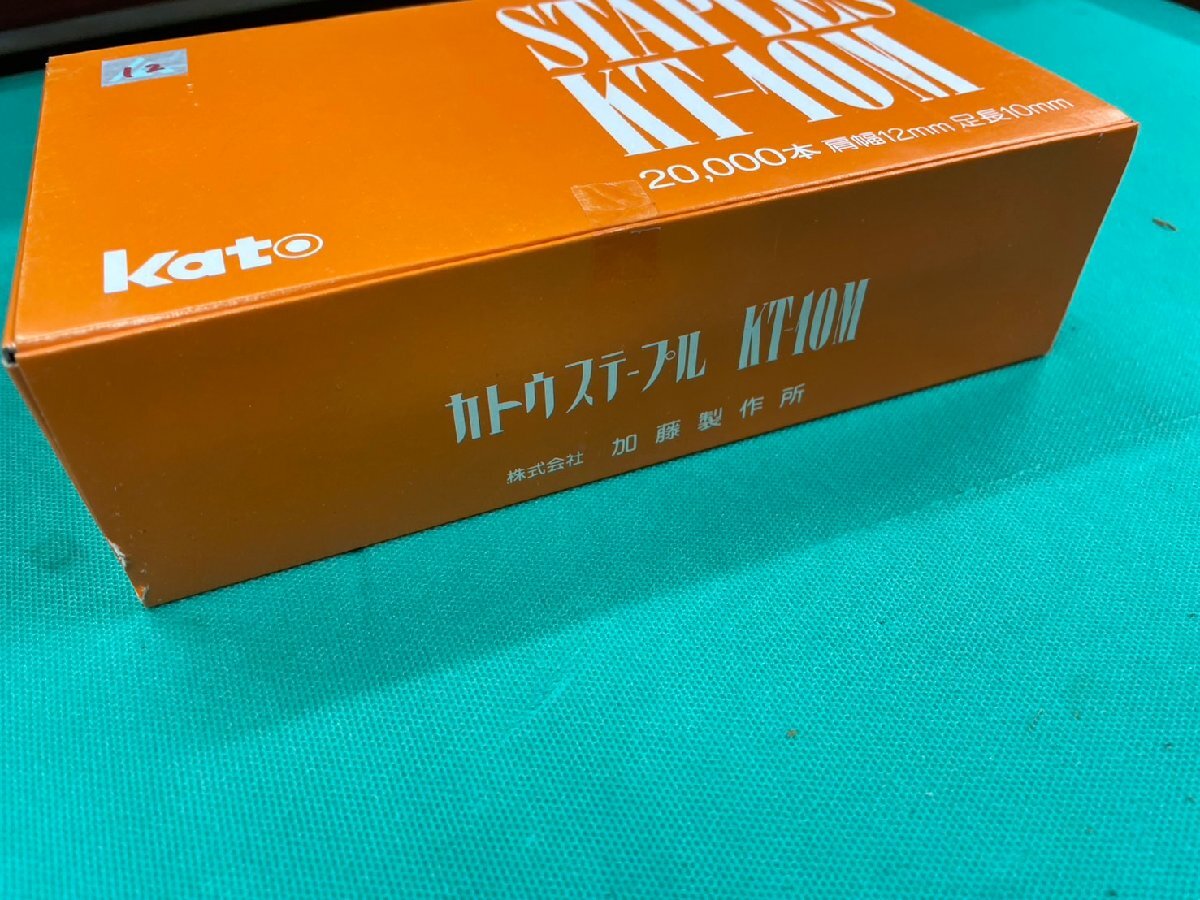 12
STAPLES
KT-10M
20,000本 肩幅12mm 足長10mm
Kato
カトウステープル KT-10M
株式会社 加藤製作所